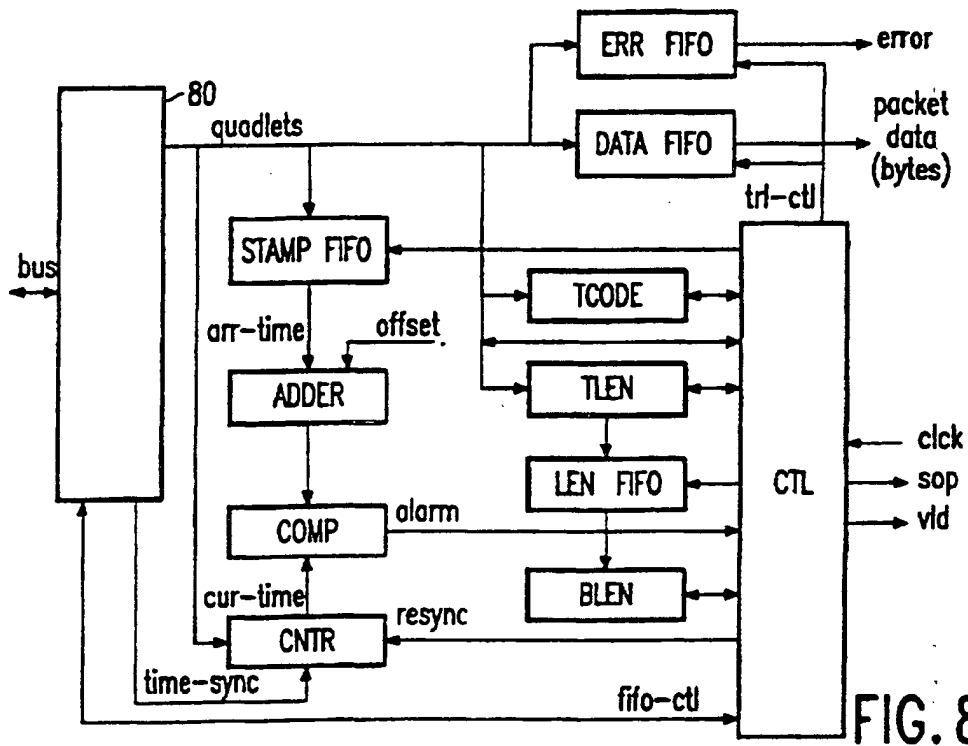 ERR FIFO
error
80
quadlets
packet
data
(bytes)
DATA FIFO
trl-ctl
STAMP FIFO
bus
TCODE
arr-time
offset
ADDER
TLEN
clck
LEN FIFO
CTL
sop
COMP
alarm
vld
BLEN
cur-time
resync
CNTR
time-sync
fifo-ctl
FIG. 8